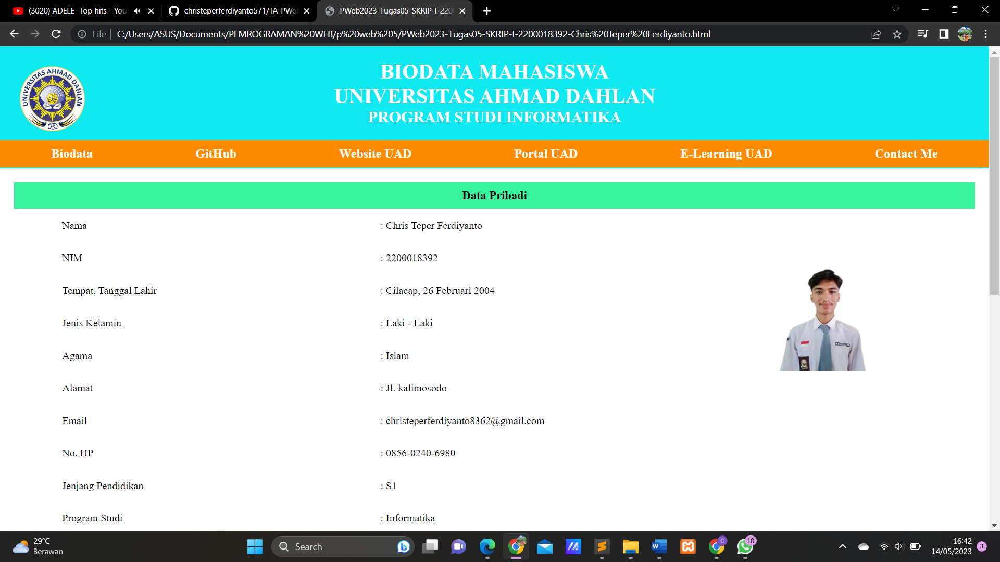 (3020) ADELE -Top hits - You
christeperferdiyanto571/TA-PWe
PWeb2023-Tugas05-SKRIP-I-220
File
C:/Users/ASUS/Documents/PEMROGRAMAN%20WEB/p%20web%205/PWeb2023-Tugas05-SKRIP-I-2200018392-Chris%20Teper%20Ferdiyanto.html
UNIVERSITAS AHMAD DAHLAN
BIODATA MAHASISWA
UNIVERSITAS AHMAD DAHLAN
PROGRAM STUDI INFORMATIKA
Biodata GitHub Website UAD Portal UAD E-Learning UAD Contact Me
Data Pribadi
Nama : Chris Teper Ferdiyanto
NIM : 2200018392
Tempat, Tanggal Lahir : Cilacap, 26 Februari 2004
Jenis Kelamin : Laki - Laki
Agama : Islam
Alamat : Jl. kalimosodo
Email : christeperferdiyanto8362@gmail.com
No. HP : 0856-0240-6980
Jenjang Pendidikan : S1
Program Studi : Informatika
29°C
Berawan
Search
C
10
16:42
14/05/2023
3